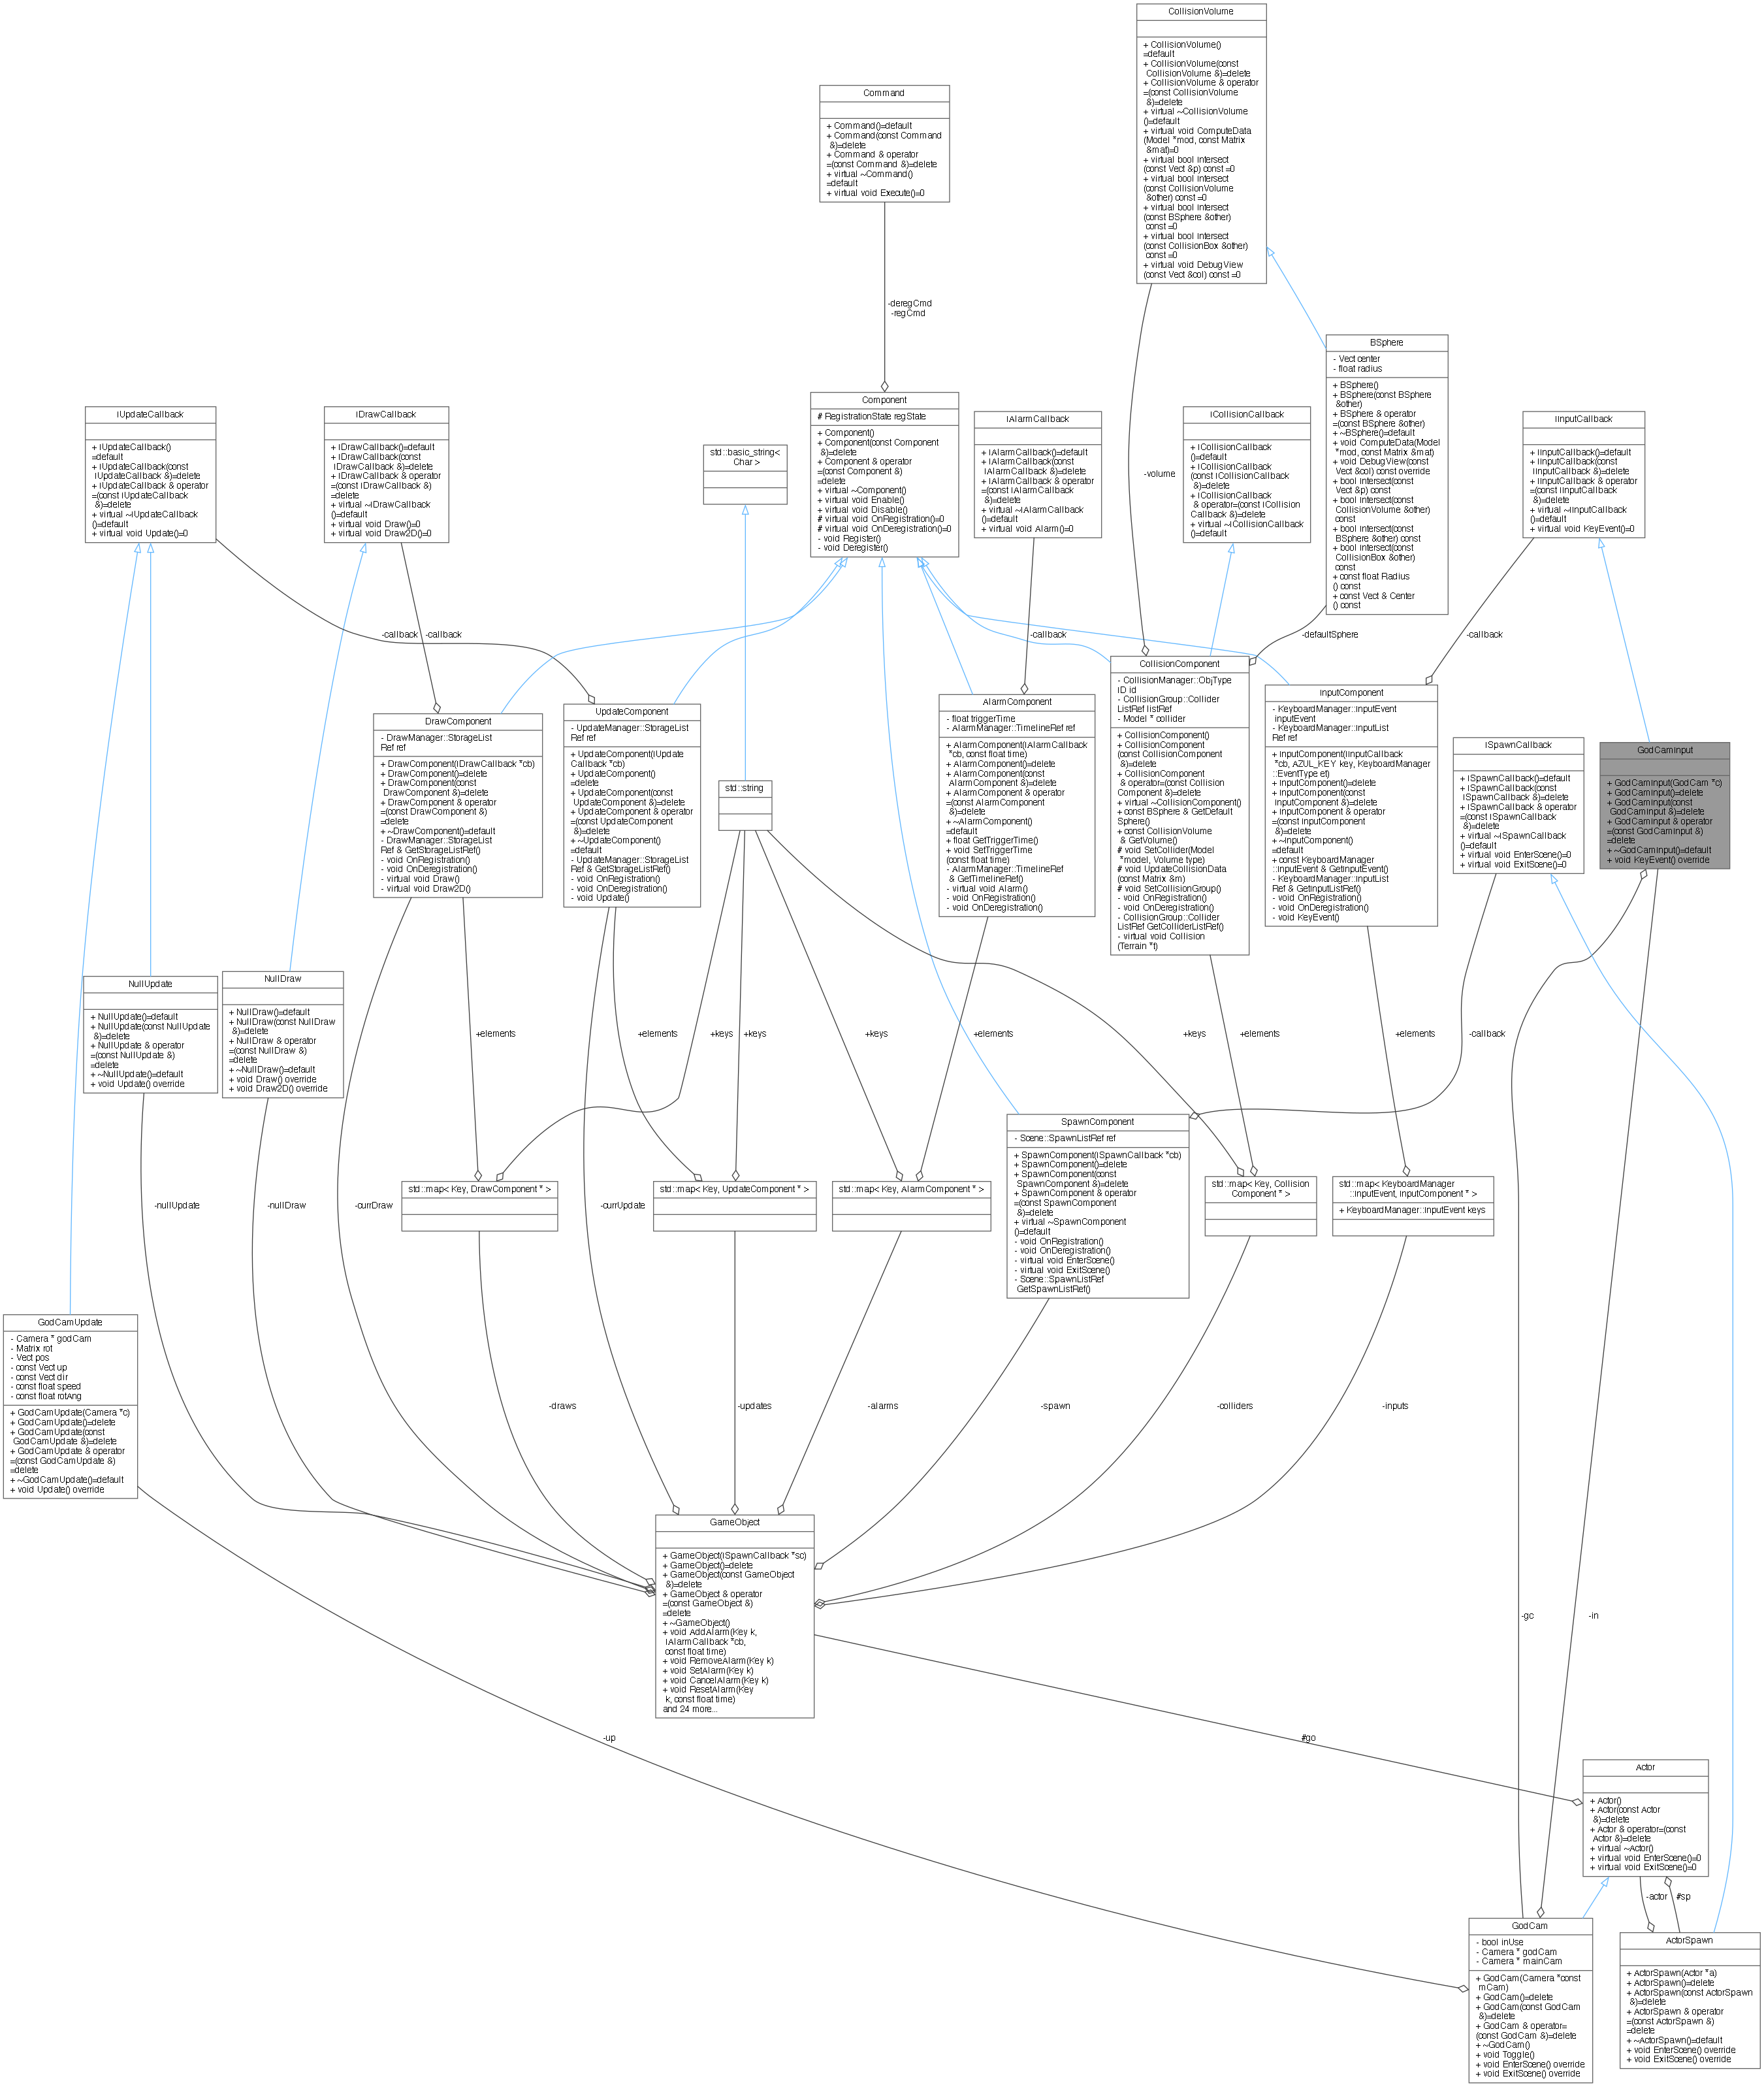 CollisionVolume
+ CollisionVolume()
=default
+ CollisionVolume(const
CollisionVolume &)=delete
+ CollisionVolume & operator
=(const CollisionVolume
&)=delete
+ virtual ~CollisionVolume
()=default
+ virtual void ComputeData
(Model *mod, const Matrix
&mat)=0
+ virtual bool intersect
(const Vect &p) const =0
+ virtual bool intersect
(const CollisionVolume
&other) const =0
+ virtual bool intersect
(const BSphere &other)
const =0
+ virtual bool intersect
(const CollisionBox &other)
const =0
+ virtual void DebugView
(const Vect &col) const =0
Command
+ Command()=default
+ Command(const Command
&)=delete
+ Command & operator
=(const Command &)=delete
+ virtual ~Command()
=default
+ virtual void Execute()=0
-deregCmd
-regCmd
BSphere
- Vect center
- float radius
+ BSphere()
+ BSphere(const BSphere
&other)
+ BSphere & operator
=(const BSphere &other)
+ ~BSphere()=default
+ void ComputeData(Model
*mod, const Matrix &mat)
+ void DebugView(const
Vect &col) const override
+ bool intersect(const
Vect &p) const
+ bool intersect(const
CollisionVolume &other)
const
+ bool intersect(const
BSphere &other) const
+ bool intersect(const
CollisionBox &other)
const
+ const float Radius
() const
+ const Vect & Center
() const
iUpdateCallback
+ iUpdateCallback()
=default
+ iUpdateCallback(const
iUpdateCallback &)=delete
+ iUpdateCallback & operator
=(const iUpdateCallback
&)=delete
+ virtual ~iUpdateCallback
()=default
+ virtual void Update()=0
iDrawCallback
+ iDrawCallback()=default
+ iDrawCallback(const
iDrawCallback &)=delete
+ iDrawCallback & operator
=(const iDrawCallback &)
=delete
+ virtual ~iDrawCallback
()=default
+ virtual void Draw()=0
+ virtual void Draw2D()=0
std::basic_string<
Char >
Component
# RegistrationState regState
+ Component()
+ Component(const Component
&)=delete
+ Component & operator
=(const Component &)
=delete
+ virtual ~Component()
+ virtual void Enable()
+ virtual void Disable()
# virtual void OnRegistration()=0
# virtual void OnDeregistration()=0
- void Register()
- void Deregister()
iAlarmCallback
+ iAlarmCallback()=default
+ iAlarmCallback(const
iAlarmCallback &)=delete
+ iAlarmCallback & operator
=(const iAlarmCallback
&)=delete
+ virtual ~iAlarmCallback
()=default
+ virtual void Alarm()=0
iCollisionCallback
+ iCollisionCallback
()=default
+ iCollisionCallback
(const iCollisionCallback
&)=delete
+ iCollisionCallback
& operator=(const iCollision
Callback &)=delete
+ virtual ~iCollisionCallback
()=default
iInputCallback
+ iInputCallback()=default
+ iInputCallback(const
iInputCallback &)=delete
+ iInputCallback & operator
=(const iInputCallback
&)=delete
+ virtual ~iInputCallback
()=default
+ virtual void KeyEvent()=0
-volume
-callback
-callback
-callback
-defaultSphere
-callback
DrawComponent
- DrawManager::StorageList
Ref ref
+ DrawComponent(iDrawCallback *cb)
+ DrawComponent()=delete
+ DrawComponent(const
DrawComponent &)=delete
+ DrawComponent & operator
=(const DrawComponent &)
=delete
+ ~DrawComponent()=default
- DrawManager::StorageList
Ref & GetStorageListRef()
- void OnRegistration()
- void OnDeregistration()
- virtual void Draw()
- virtual void Draw2D()
UpdateComponent
- UpdateManager::StorageList
Ref ref
+ UpdateComponent(iUpdate
Callback *cb)
+ UpdateComponent()
=delete
+ UpdateComponent(const
UpdateComponent &)=delete
+ UpdateComponent & operator
=(const UpdateComponent
&)=delete
+ ~UpdateComponent()
=default
- UpdateManager::StorageList
Ref & GetStorageListRef()
- void OnRegistration()
- void OnDeregistration()
- void Update()
std::string
AlarmComponent
- float triggerTime
- AlarmManager::TimelineRef ref
+ AlarmComponent(iAlarmCallback
*cb, const float time)
+ AlarmComponent()=delete
+ AlarmComponent(const
AlarmComponent &)=delete
+ AlarmComponent & operator
=(const AlarmComponent
&)=delete
+ ~AlarmComponent()
=default
+ float GetTriggerTime()
+ void SetTriggerTime
(const float time)
- AlarmManager::TimelineRef
& GetTimelineRef()
- virtual void Alarm()
- void OnRegistration()
- void OnDeregistration()
CollisionComponent
- CollisionManager::ObjType
ID id
- CollisionGroup::Collider
ListRef listRef
- Model * collider
+ CollisionComponent()
+ CollisionComponent
(const CollisionComponent
&)=delete
+ CollisionComponent
& operator=(const Collision
Component &)=delete
+ virtual ~CollisionComponent()
+ const BSphere & GetDefault
Sphere()
+ const CollisionVolume
& GetVolume()
# void SetCollider(Model
*model, Volume type)
# void UpdateCollisionData
(const Matrix &m)
# void SetCollisionGroup()
- void OnRegistration()
- void OnDeregistration()
- CollisionGroup::Collider
ListRef GetColliderListRef()
- virtual void Collision
(Terrain *t)
InputComponent
- KeyboardManager::InputEvent
inputEvent
- KeyboardManager::InputList
Ref ref
+ InputComponent(iInputCallback
*cb, AZUL_KEY key, KeyboardManager
::EventType et)
+ InputComponent()=delete
+ InputComponent(const
InputComponent &)=delete
+ InputComponent & operator
=(const InputComponent
&)=delete
+ ~InputComponent()
=default
+ const KeyboardManager
::InputEvent & GetInputEvent()
- KeyboardManager::InputList
Ref & GetInputListRef()
- void OnRegistration()
- void OnDeregistration()
- void KeyEvent()
iSpawnCallback
+ iSpawnCallback()=default
+ iSpawnCallback(const
iSpawnCallback &)=delete
+ iSpawnCallback & operator
=(const iSpawnCallback
&)=delete
+ virtual ~iSpawnCallback
()=default
+ virtual void EnterScene()=0
+ virtual void ExitScene()=0
GodCamInput
+ GodCamInput(GodCam *c)
+ GodCamInput()=delete
+ GodCamInput(const
GodCamInput &)=delete
+ GodCamInput & operator
=(const GodCamInput &)
=delete
+ ~GodCamInput()=default
+ void KeyEvent() override
NullUpdate
+ NullUpdate()=default
+ NullUpdate(const NullUpdate
&)=delete
+ NullUpdate & operator
=(const NullUpdate &)
=delete
+ ~NullUpdate()=default
+ void Update() override
NullDraw
+ NullDraw()=default
+ NullDraw(const NullDraw
&)=delete
+ NullDraw & operator
=(const NullDraw &)
=delete
+ ~NullDraw()=default
+ void Draw() override
+ void Draw2D() override
+elements
+elements
+keys
+keys
+keys
+elements
+keys
+elements
+elements
-callback
SpawnComponent
- Scene::SpawnListRef ref
+ SpawnComponent(iSpawnCallback *cb)
+ SpawnComponent()=delete
+ SpawnComponent(const
SpawnComponent &)=delete
+ SpawnComponent & operator
=(const SpawnComponent
&)=delete
+ virtual ~SpawnComponent
()=default
- void OnRegistration()
- void OnDeregistration()
- virtual void EnterScene()
- virtual void ExitScene()
- Scene::SpawnListRef
GetSpawnListRef()
-nullUpdate
-nullDraw
-currDraw
std::map< Key, DrawComponent * >
-currUpdate
std::map< Key, UpdateComponent * >
std::map< Key, AlarmComponent * >
std::map< Key, Collision
Component * >
std::map< KeyboardManager
::InputEvent, InputComponent * >
+ KeyboardManager::InputEvent keys
GodCamUpdate
- Camera * godCam
- Matrix rot
- Vect pos
- const Vect up
- const Vect dir
- const float speed
- const float rotAng
+ GodCamUpdate(Camera *c)
+ GodCamUpdate()=delete
+ GodCamUpdate(const
GodCamUpdate &)=delete
+ GodCamUpdate & operator
=(const GodCamUpdate &)
=delete
+ ~GodCamUpdate()=default
+ void Update() override
-draws
-updates
-alarms
-spawn
-colliders
-inputs
GameObject
+ GameObject(iSpawnCallback *sc)
+ GameObject()=delete
+ GameObject(const GameObject
&)=delete
+ GameObject & operator
=(const GameObject &)
=delete
+ ~GameObject()
+ void AddAlarm(Key k,
iAlarmCallback *cb,
const float time)
+ void RemoveAlarm(Key k)
+ void SetAlarm(Key k)
+ void CancelAlarm(Key k)
+ void ResetAlarm(Key
k, const float time)
and 24 more...
-gc
-in
-up
#go
Actor
+ Actor()
+ Actor(const Actor
&)=delete
+ Actor & operator=(const
Actor &)=delete
+ virtual ~Actor()
+ virtual void EnterScene()=0
+ virtual void ExitScene()=0
-actor
#sp
GodCam
- bool inUse
- Camera * godCam
- Camera * mainCam
+ GodCam(Camera *const
mCam)
+ GodCam()=delete
+ GodCam(const GodCam
&)=delete
+ GodCam & operator=
(const GodCam &)=delete
+ ~GodCam()
+ void Toggle()
+ void EnterScene() override
+ void ExitScene() override
ActorSpawn
+ ActorSpawn(Actor *a)
+ ActorSpawn()=delete
+ ActorSpawn(const ActorSpawn
&)=delete
+ ActorSpawn & operator
=(const ActorSpawn &)
=delete
+ ~ActorSpawn()=default
+ void EnterScene() override
+ void ExitScene() override